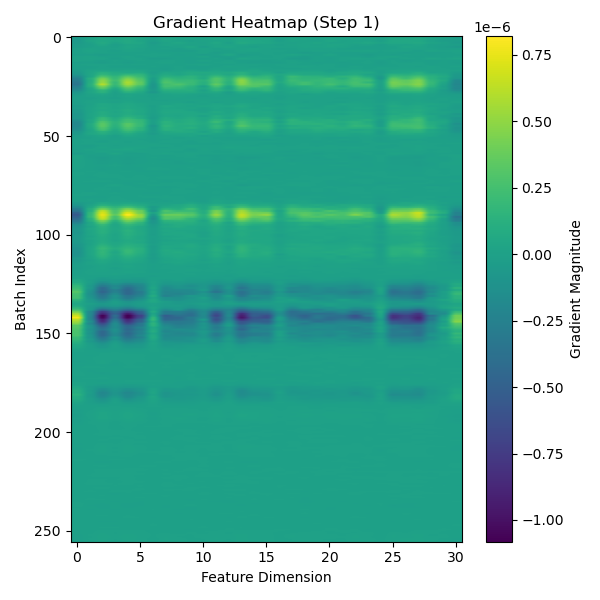 Gradient Heatmap (Step 1)
1e−6
0
50
100
150
200
250
Batch Index
0 5 10 15 20 25 30
Feature Dimension
0.75
0.50
0.25
0.00
−0.25
−0.50
−0.75
−1.00
Gradient Magnitude